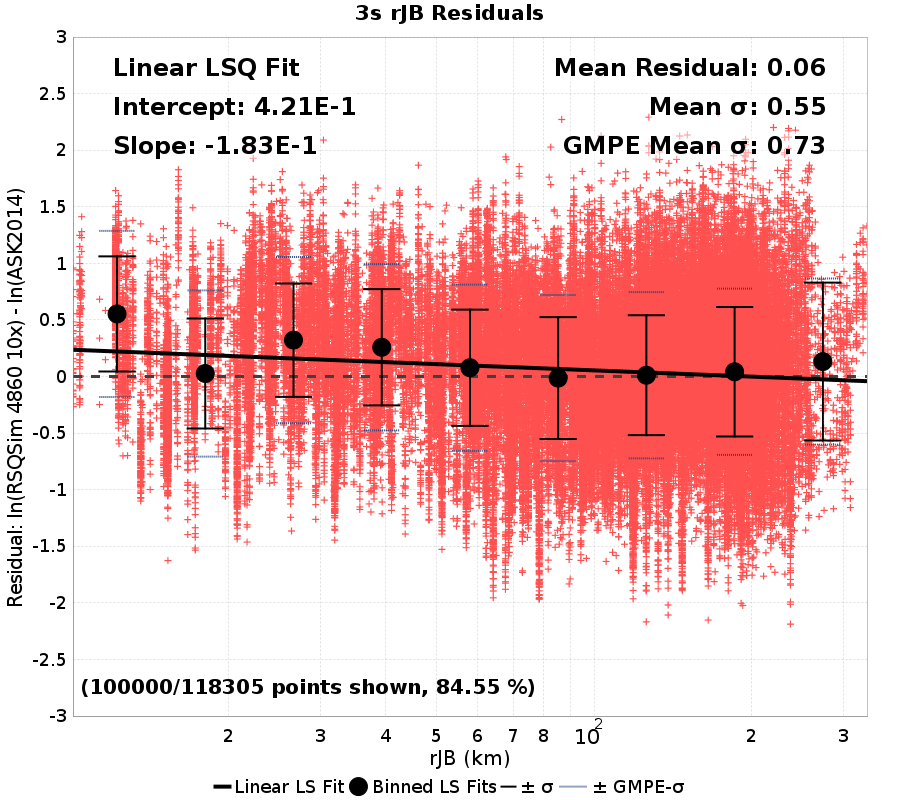 3s rJB Residuals
Linear LSQ Fit
Intercept: 4.21E-1
Slope: -1.83E-1
Mean Residual: 0.06
Mean σ: 0.55
GMPE Mean σ: 0.73
Residual: ln(RSQSim 4860 10x) - ln(ASK2014)
3
2.5
2
1.5
1
0.5
0
-0.5
-1
-1.5
-2
-2.5
-3
(100000/118305 points shown, 84.55 %)
2 3 4 5 6 7 8 10² 2 3
rJB (km)
Linear LS Fit Binned LS Fits ± σ ± GMPE-σ